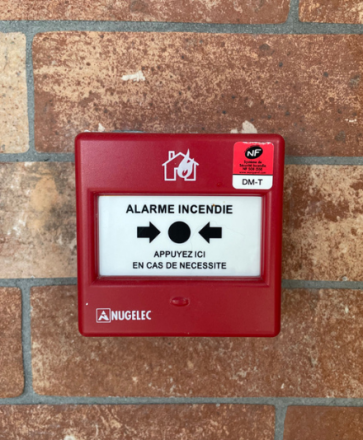 NF
DM-T
ALARME INCENDIE
APPUYEZ ICI
EN CAS DE NECESSITE
NUGELEC